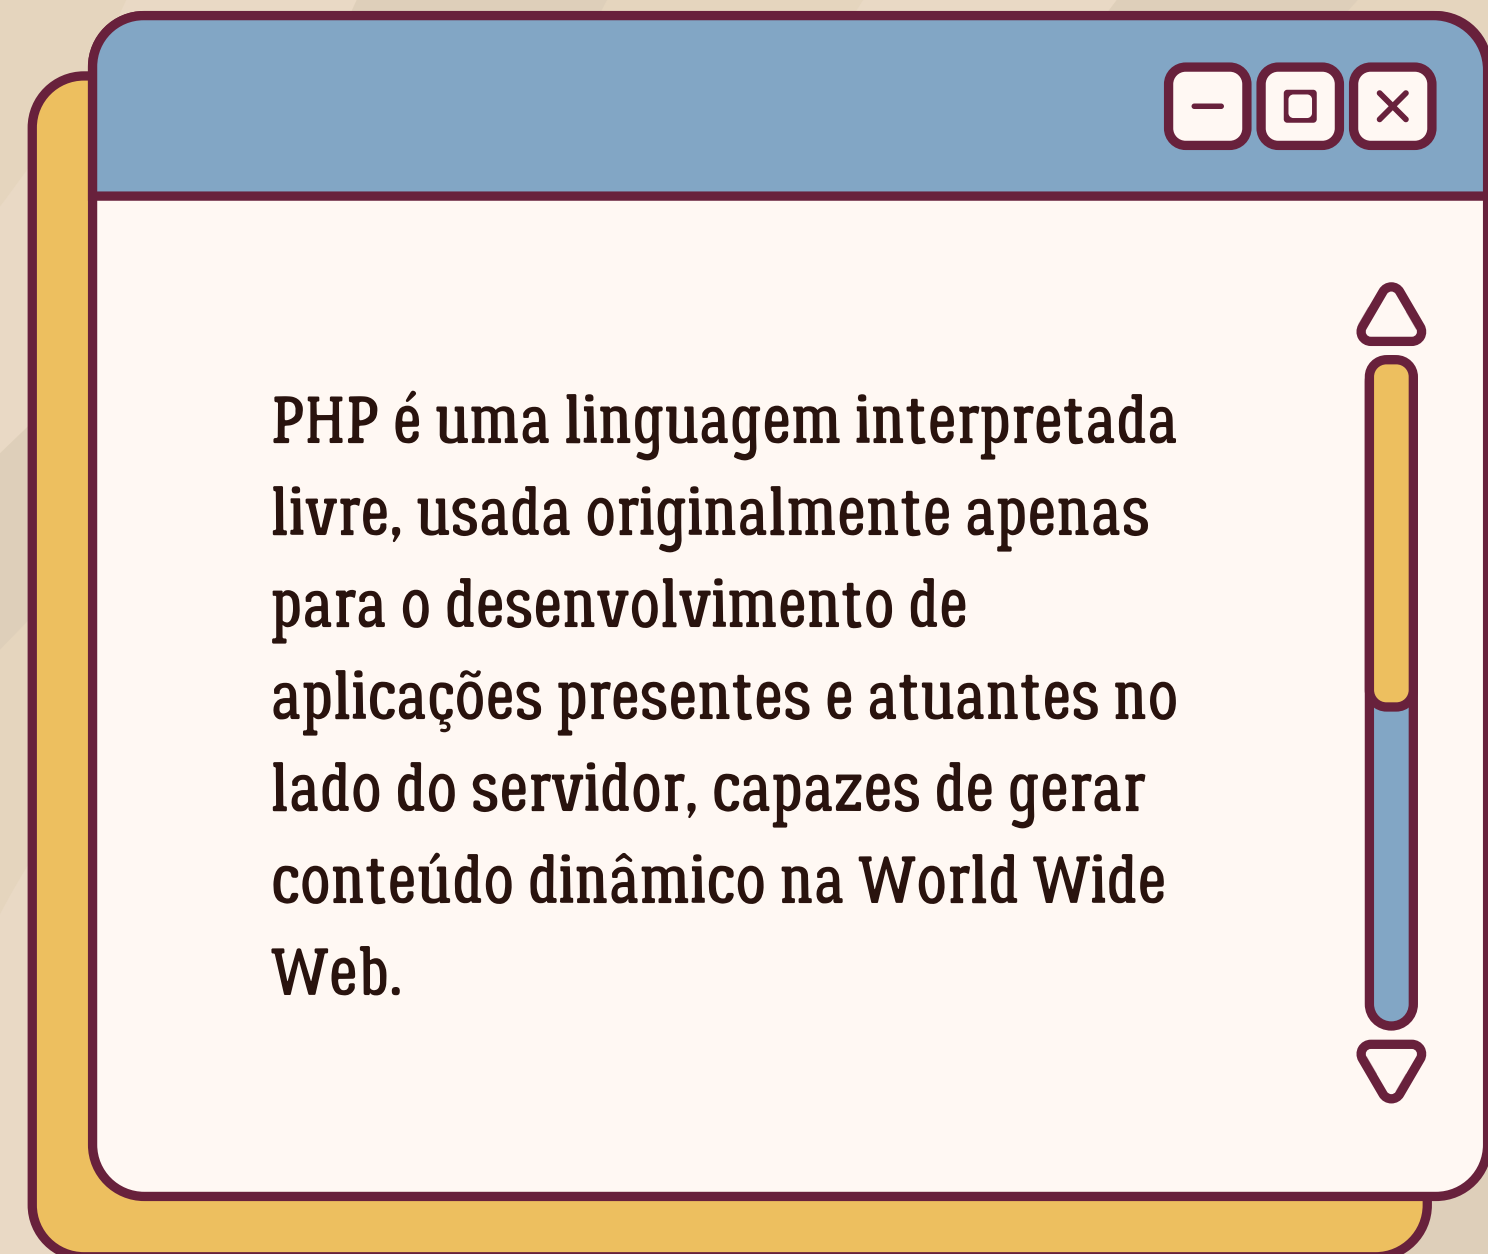 PHP é uma linguagem interpretada
livre, usada originalmente apenas
para o desenvolvimento de
aplicações presentes e atuantes no
lado do servidor, capazes de gerar
conteúdo dinâmico na World Wide
Web.